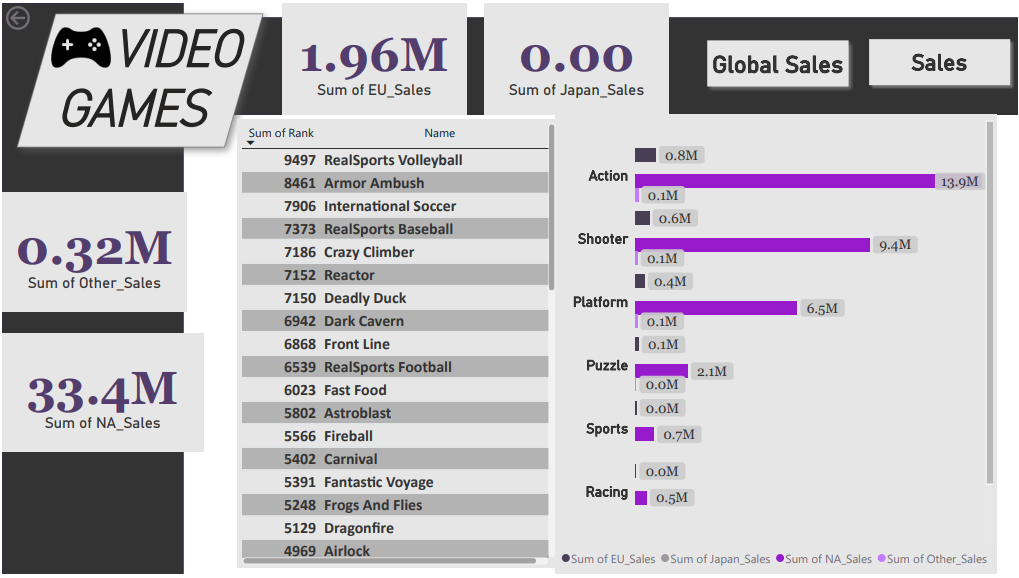 VIDEO
GAMES
1.96M
Sum of EU_Sales
0.00
Sum of Japan_Sales
Global Sales
Sales
0.32M
Sum of Other_Sales
33.4M
Sum of NA_Sales
Sum of Rank Name
9497 RealSports Volleyball
8461 Armor Ambush
7906 International Soccer
7373 RealSports Baseball
7186 Crazy Climber
7152 Reactor
7150 Deadly Duck
6942 Dark Cavern
6868 Front Line
6539 RealSports Football
6023 Fast Food
5802 Astroblast
5566 Fireball
5402 Carnival
5391 Fantastic Voyage
5248 Frogs And Flies
5129 Dragonfire
4969 Airlock
0.8M
Action 13.9M
0.1M
0.6M
Shooter 9.4M
0.1M
0.4M
Platform 6.5M
0.1M
0.1M
Puzzle 2.1M
0.0M
0.0M
Sports 0.7M
0.0M
Racing 0.5M
Sum of EU_Sales Sum of Japan_Sales Sum of NA_Sales Sum of Other_Sales